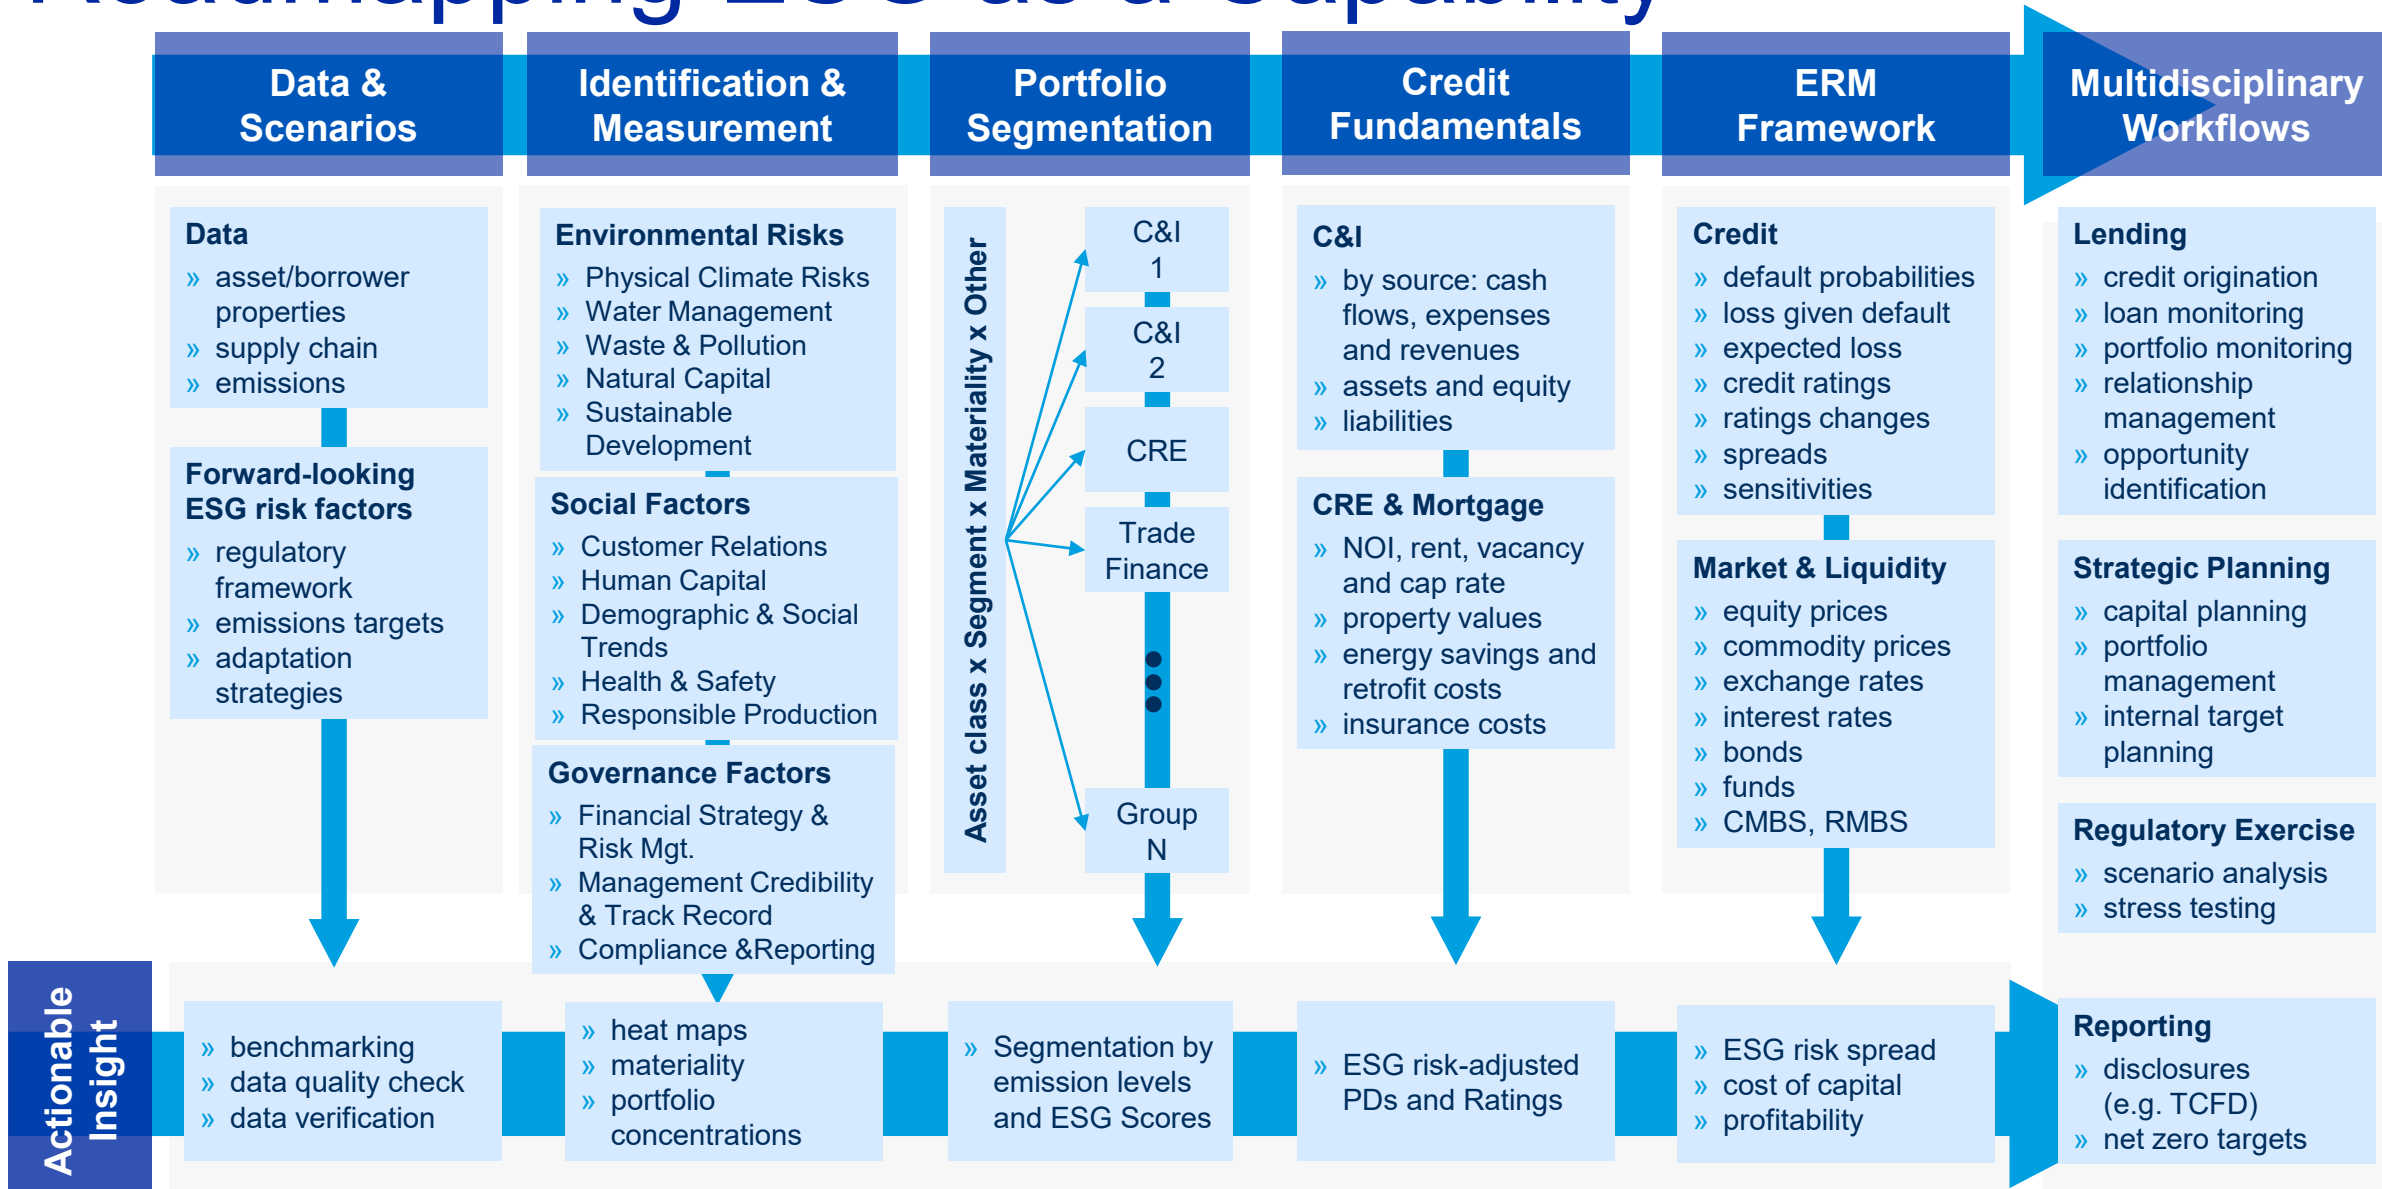 Roadmapping ESG as a Capability
Data &
Scenarios
Identification &
Measurement
Portfolio
Segmentation
Credit
Fundamentals
ERM
Framework
Multidisciplinary
Workflows
Data
» asset/borrower
properties
» supply chain
» emissions
Forward-looking
ESG risk factors
» regulatory
framework
» emissions targets
» adaptation
strategies
Environmental Risks
» Physical Climate Risks
» Water Management
» Waste & Pollution
» Natural Capital
» Sustainable
Development
Social Factors
» Customer Relations
» Human Capital
» Demographic & Social
Trends
» Health & Safety
» Responsible Production
Governance Factors
» Financial Strategy &
Risk Mgt.
» Management Credibility
& Track Record
» Compliance &Reporting
Asset class x Segment x Materiality x Other
C&I
1
C&I
2
CRE
Trade
Finance
Group
N
C&I
» by source: cash
flows, expenses
and revenues
» assets and equity
» liabilities
CRE & Mortgage
» NOI, rent, vacancy
and cap rate
» property values
» energy savings and
retrofit costs
» insurance costs
Credit
» default probabilities
» loss given default
» expected loss
» credit ratings
» ratings changes
» spreads
» sensitivities
Market & Liquidity
» equity prices
» commodity prices
» exchange rates
» interest rates
» bonds
» funds
» CMBS, RMBS
Lending
» credit origination
» loan monitoring
» portfolio monitoring
» relationship
management
» opportunity
identification
Strategic Planning
» capital planning
» portfolio
management
» internal target
planning
Regulatory Exercise
» scenario analysis
» stress testing
Reporting
» disclosures
(e.g. TCFD)
» net zero targets
Actionable
Insight
» benchmarking
» data quality check
» data verification
» heat maps
» materiality
» portfolio
concentrations
» Segmentation by
emission levels
and ESG Scores
» ESG risk-adjusted
PDs and Ratings
» ESG risk spread
» cost of capital
» profitability